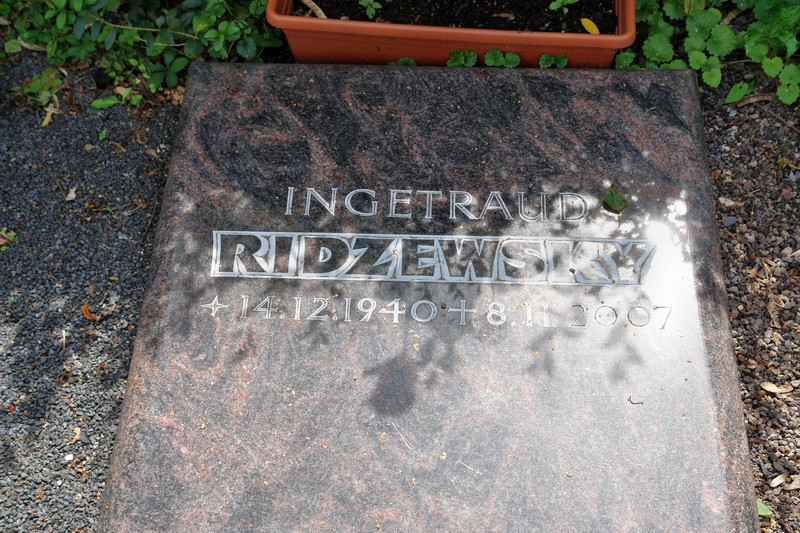 INGETRAUD
RIDZEWSKY
✧ 14.12.1940 + 8.11.2007